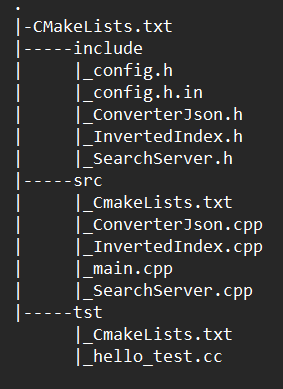 .
|-CMakeLists.txt
|-----include
|     |_config.h
|     |_config.h.in
|     |_ConverterJson.h
|     |_InvertedIndex.h
|     |_SearchServer.h
|-----src
|     |_CmakeLists.txt
|     |_ConverterJson.cpp
|     |_InvertedIndex.cpp
|     |_main.cpp
|     |_SearchServer.cpp
|-----tst
      |_CmakeLists.txt
      |_hello_test.cc